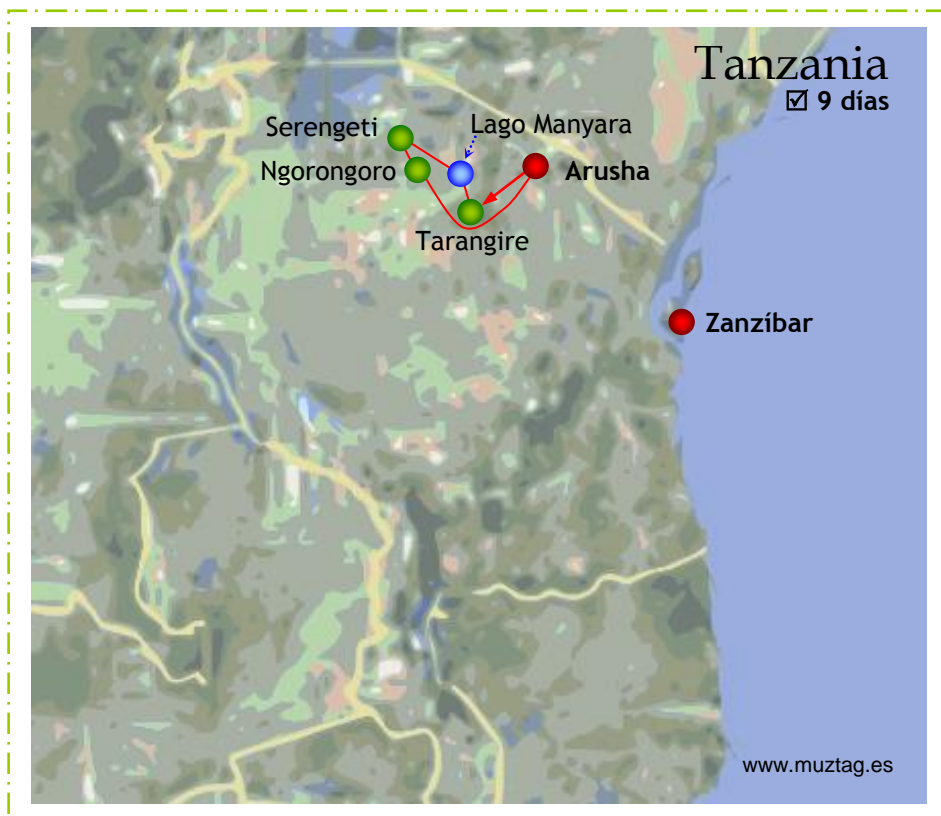 Tanzania
☑ 9 días
Serengeti
Lago Manyara
Ngorongoro
Arusha
Tarangire
Zanzíbar
www.muztag.es